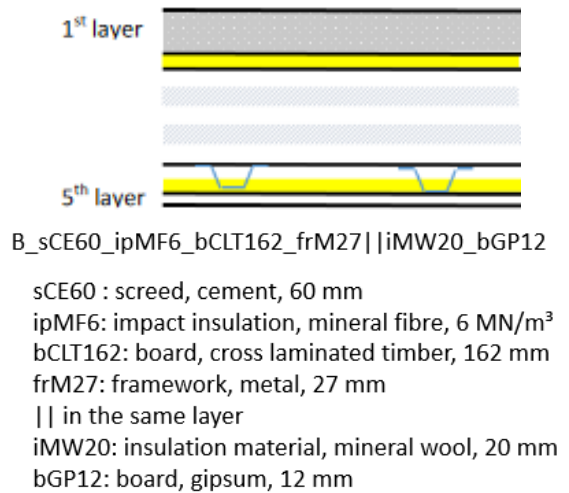 1st layer
5th layer
B_sCE60_ipMF6_bCLT162_frM27||iMW20_bGP12
sCE60 : screed, cement, 60 mm
ipMF6: impact insulation, mineral fibre, 6 MN/m³
bCLT162: board, cross laminated timber, 162 mm
frM27: framework, metal, 27 mm
|| in the same layer
iMW20: insulation material, mineral wool, 20 mm
bGP12: board, gipsum, 12 mm